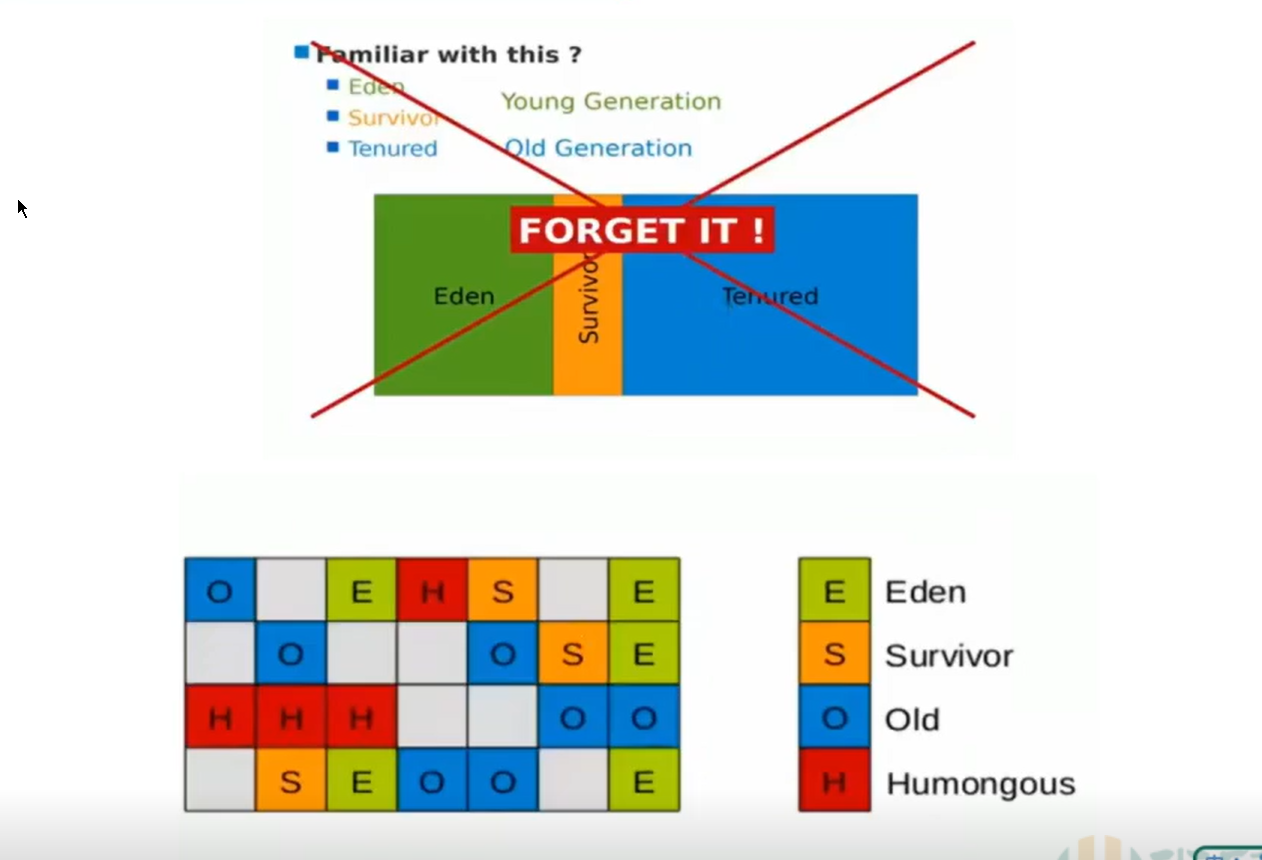 Familiar with this ?
Eden
Survivor
Tenured
Young Generation
Old Generation
FORGET IT !
Eden
Survivor
Tenured
O E H S E
O O S E
H H H O O
S E O O E
E Eden
S Survivor
O Old
H Humongous